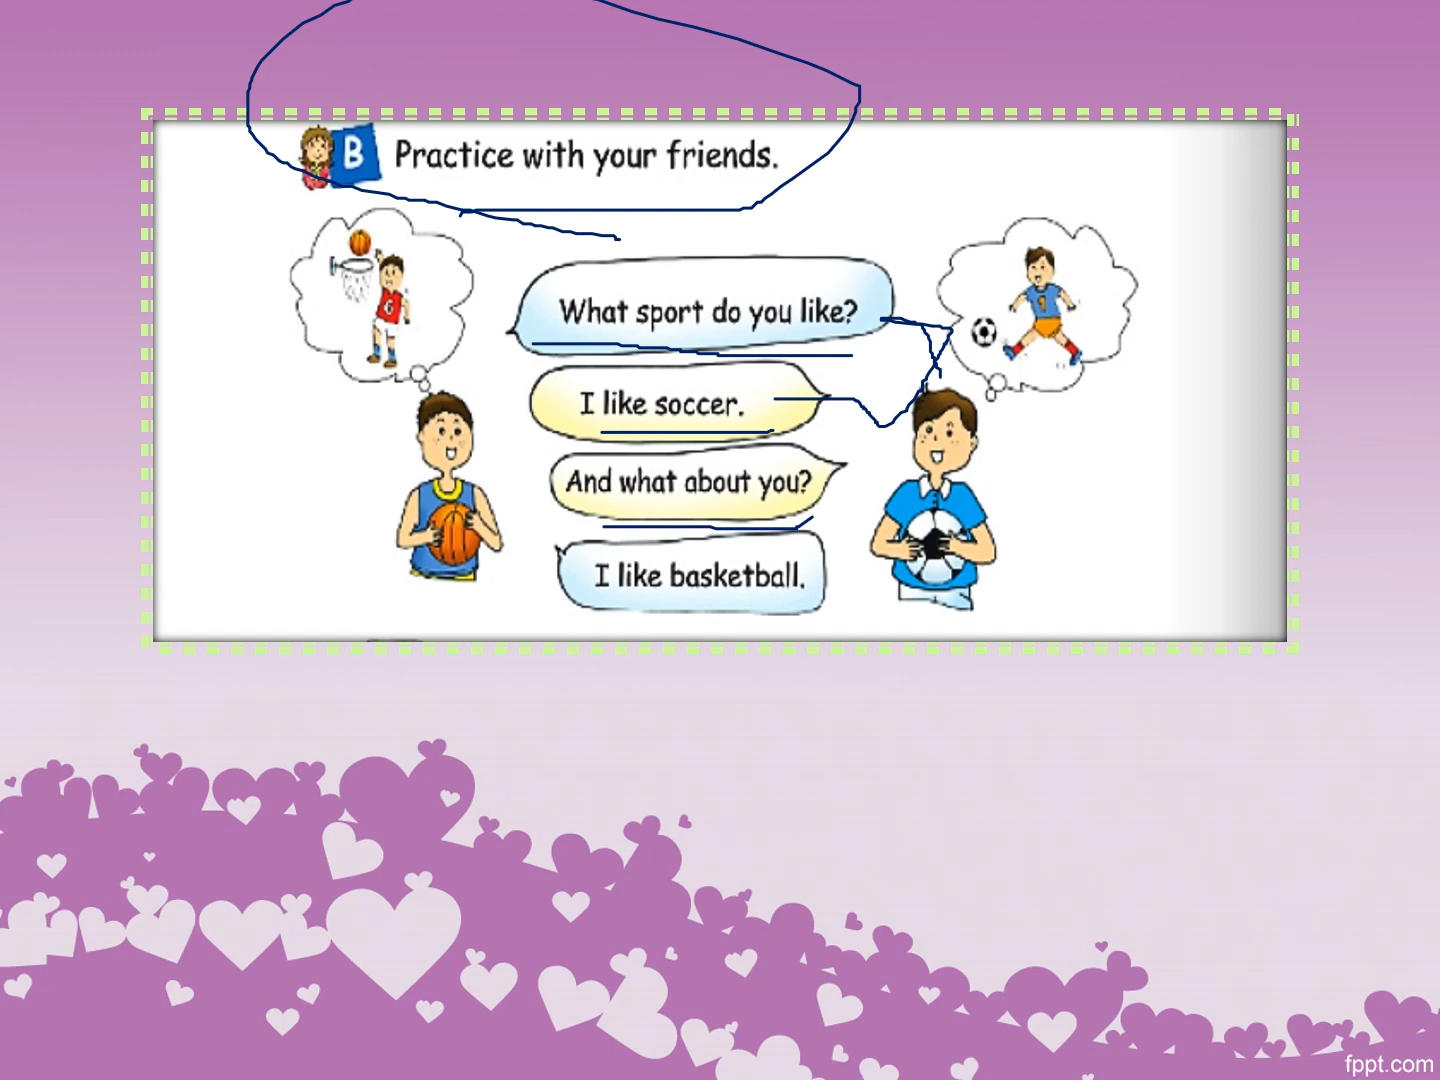 B Practice with your friends.
What sport do you like?
I like soccer.
And what about you?
I like basketball.
fppt.com